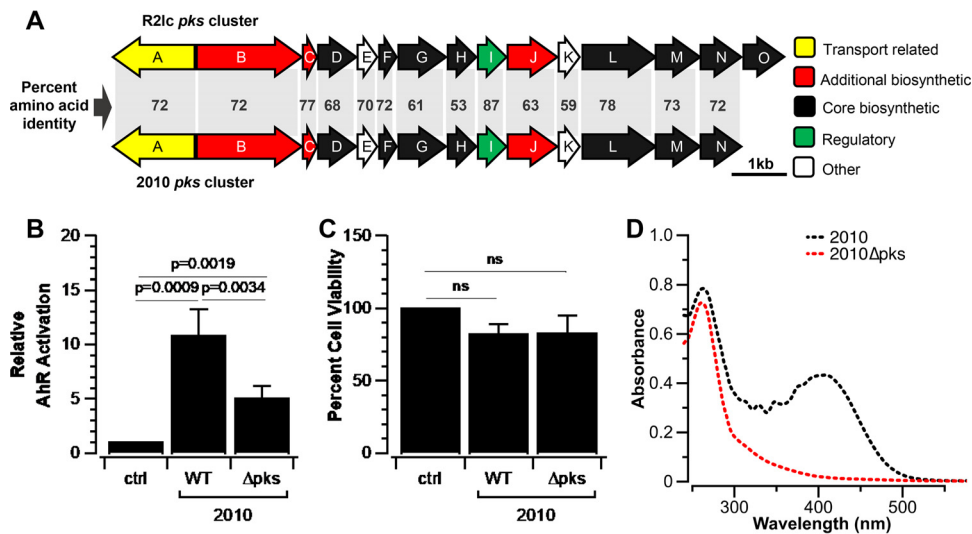 A
R2lc pks cluster
A B C D E F G H I J K L M N O
Percent amino acid identity
72 72 77 68 70 72 61 53 87 63 59 78 73 72
A B C D E F G H I J K L M N
2010 pks cluster
1kb
Transport related
Additional biosynthetic
Core biosynthetic
Regulatory
Other
B
Relative AhR Activation
20
15
10
5
0
p=0.0019
p=0.0009 p=0.0034
ctrl WT Δpks
2010
C
Percent Cell Viability
150
100
50
0
ns
ns
ctrl WT Δpks
2010
D
2010
2010Δpks
Absorbance
1.0
0.8
0.6
0.4
0.2
0
300 400 500
Wavelength (nm)